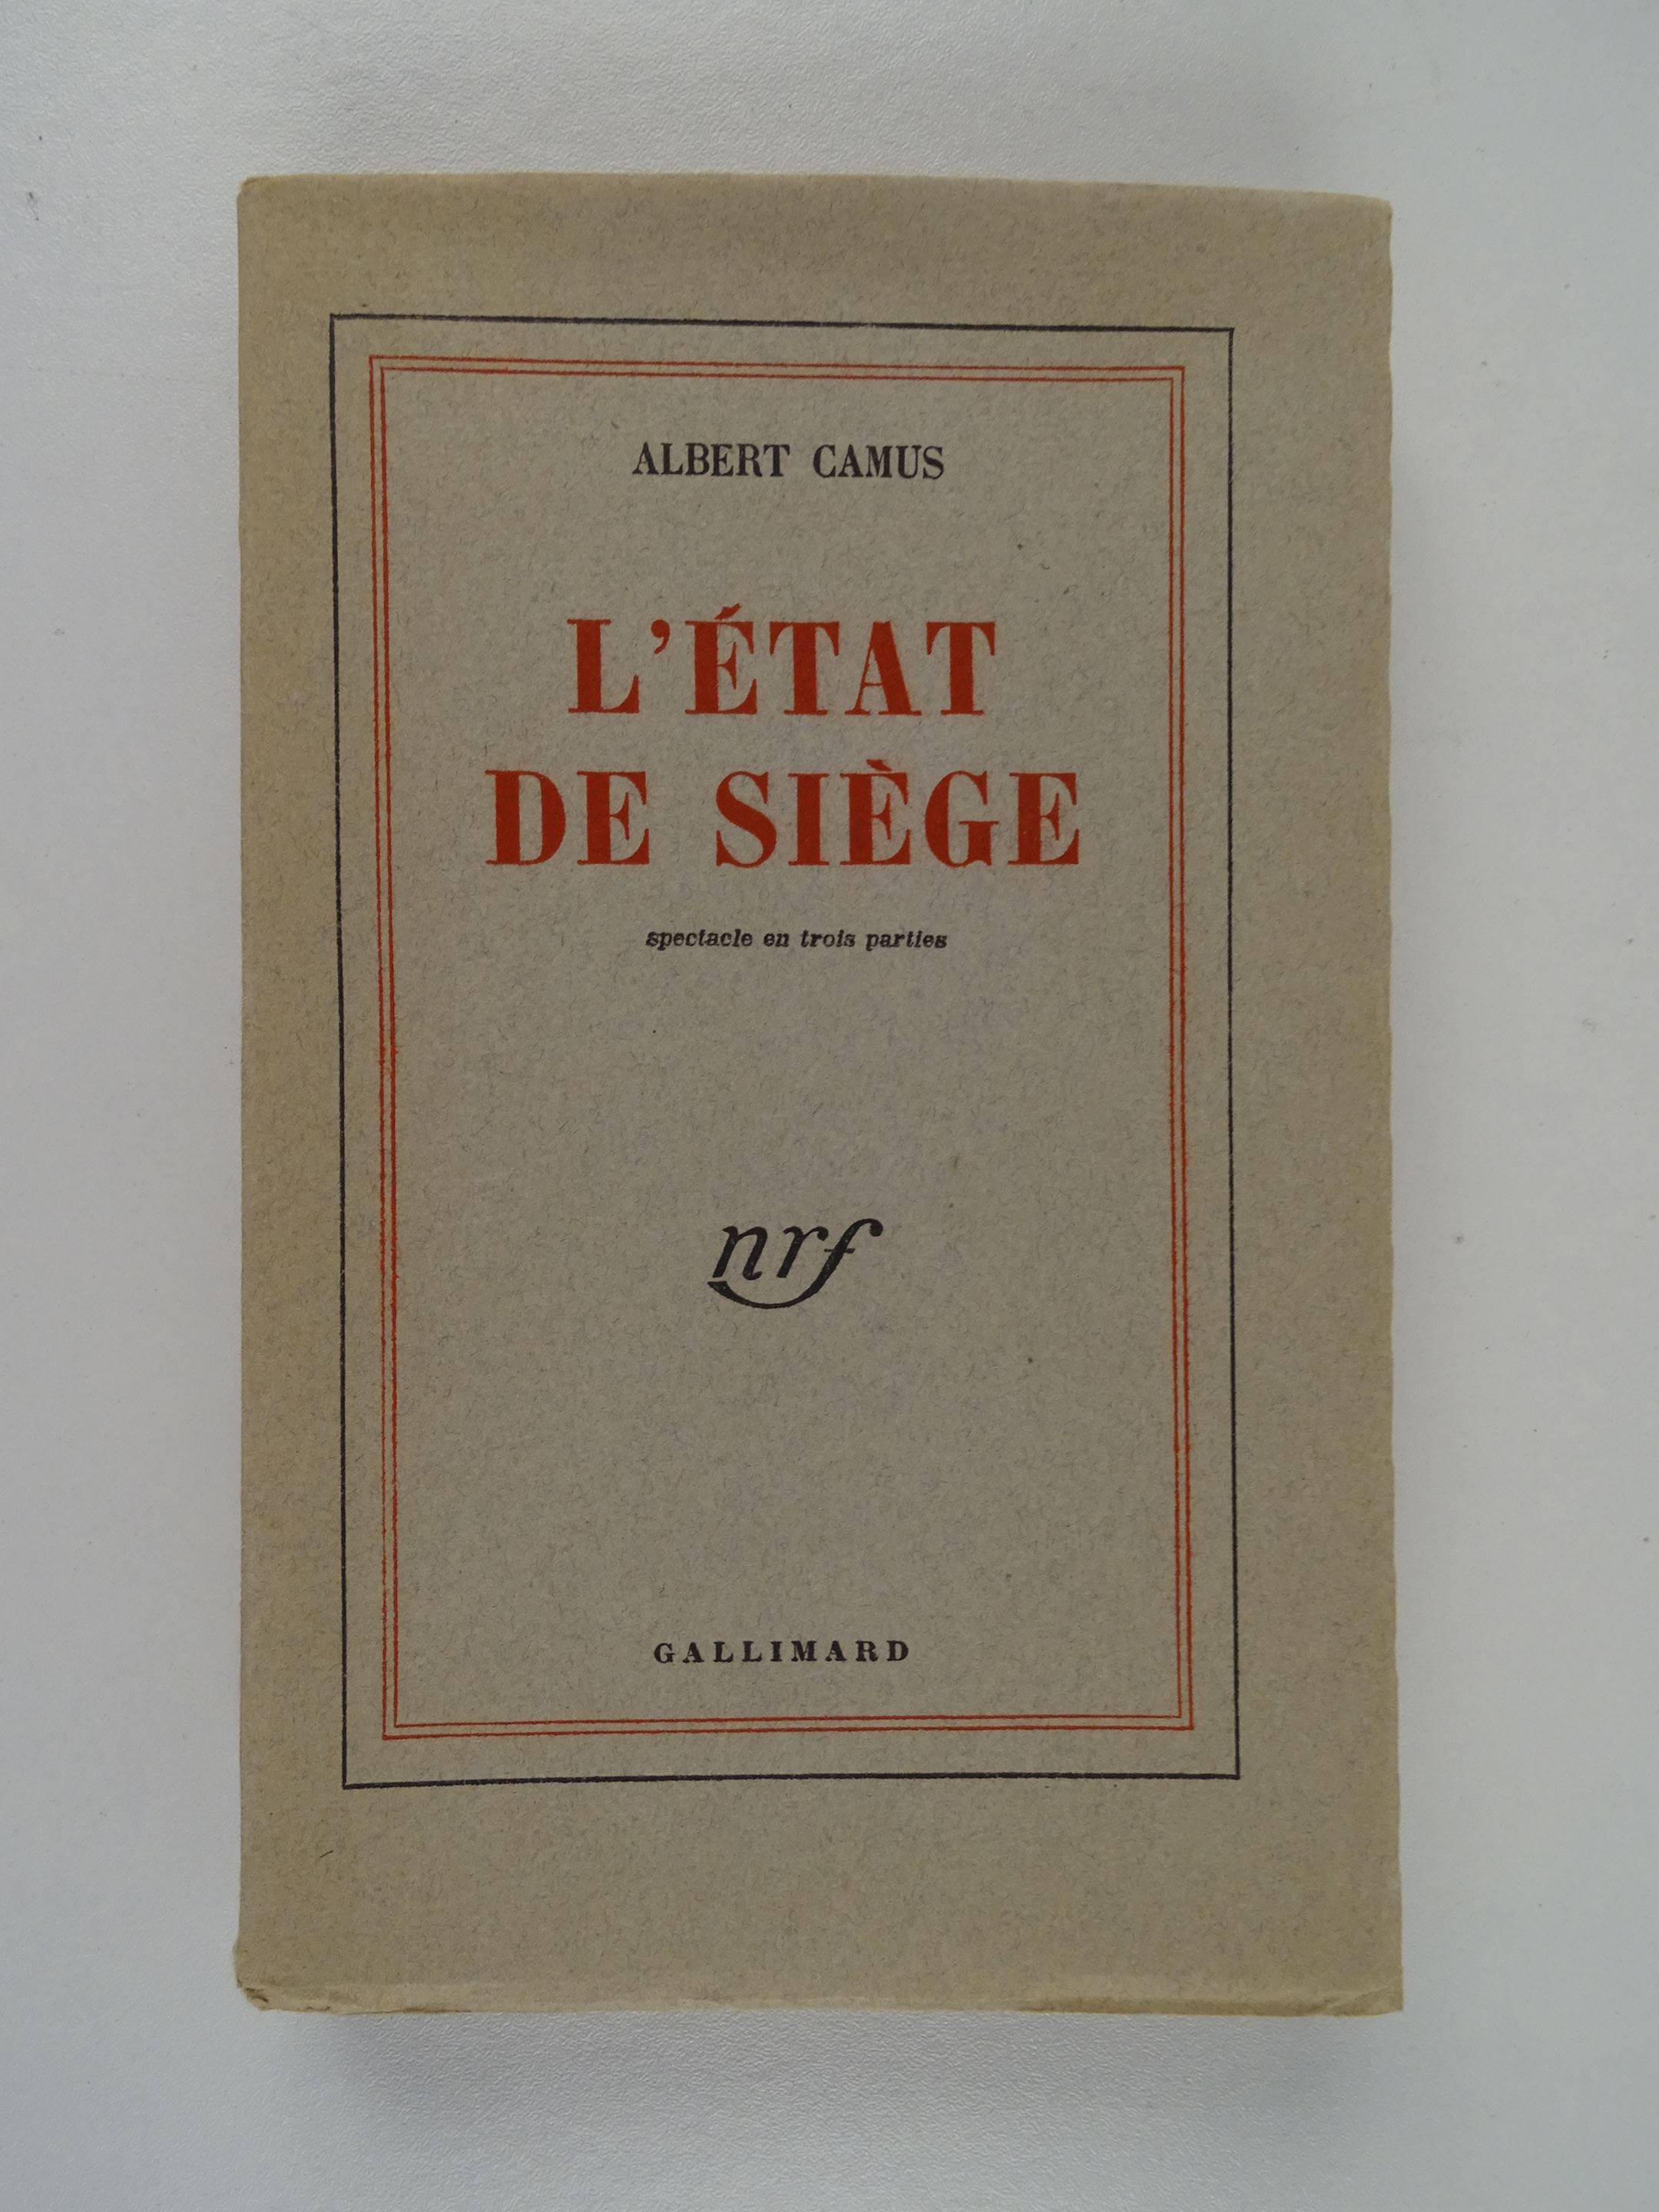 ALBERT CAMUS
L'ÉTAT
DE SIÈGE
spectacle en trois parties
nrf
GALLIMARD